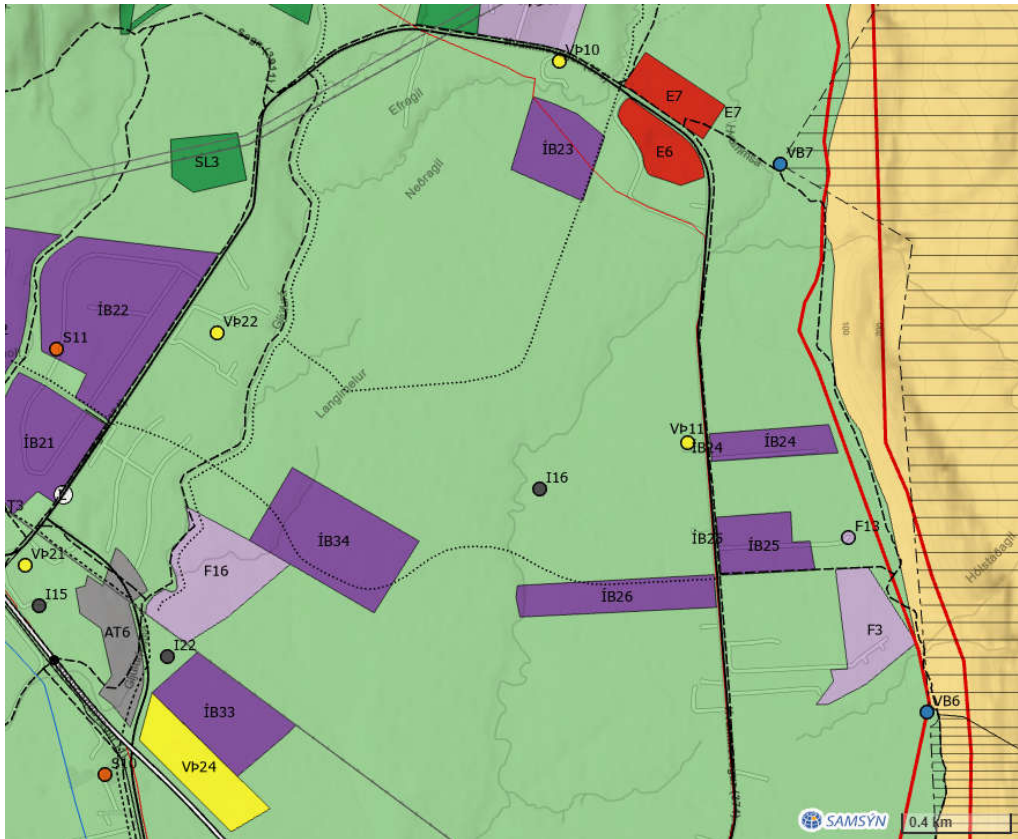 VÞ10
Efragil
E7
E7
SL3
ÍB23
E6
VB7
Neðragil
ÍB22
VÞ22
S11
Langimelur
VÞ11
ÍB24
ÍB24
ÍB21
I16
F13
ÍB34
ÍB25
ÍB25
Hólstaðagil
VÞ21
F16
ÍB26
I15
AT6
F3
I22
ÍB33
VB6
VÞ24
S10
SAMSÝN
0.4 km